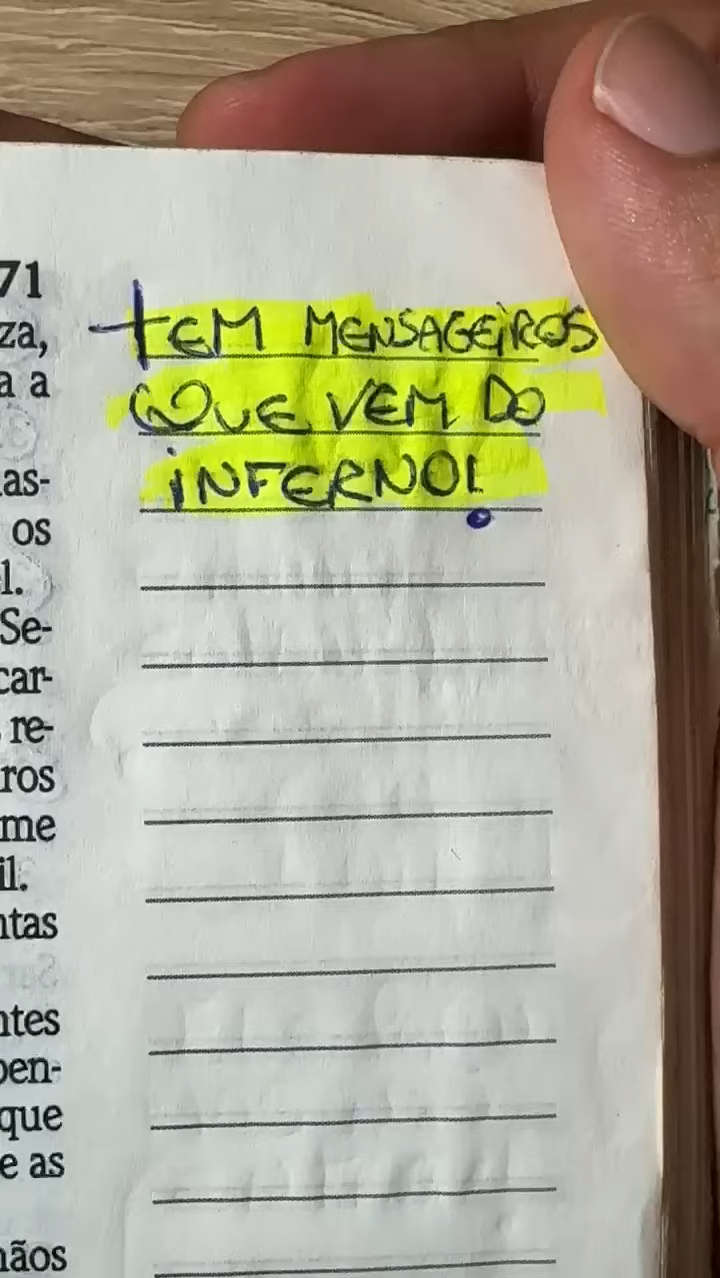 71
za,
TEM MENSAGEIROS
a a
QUE VEM DO
as-
INFERNO!
os
l.
Se-
car-
re-
ros
me
il.
ntas
ntes
pen-
que
e as
nãos